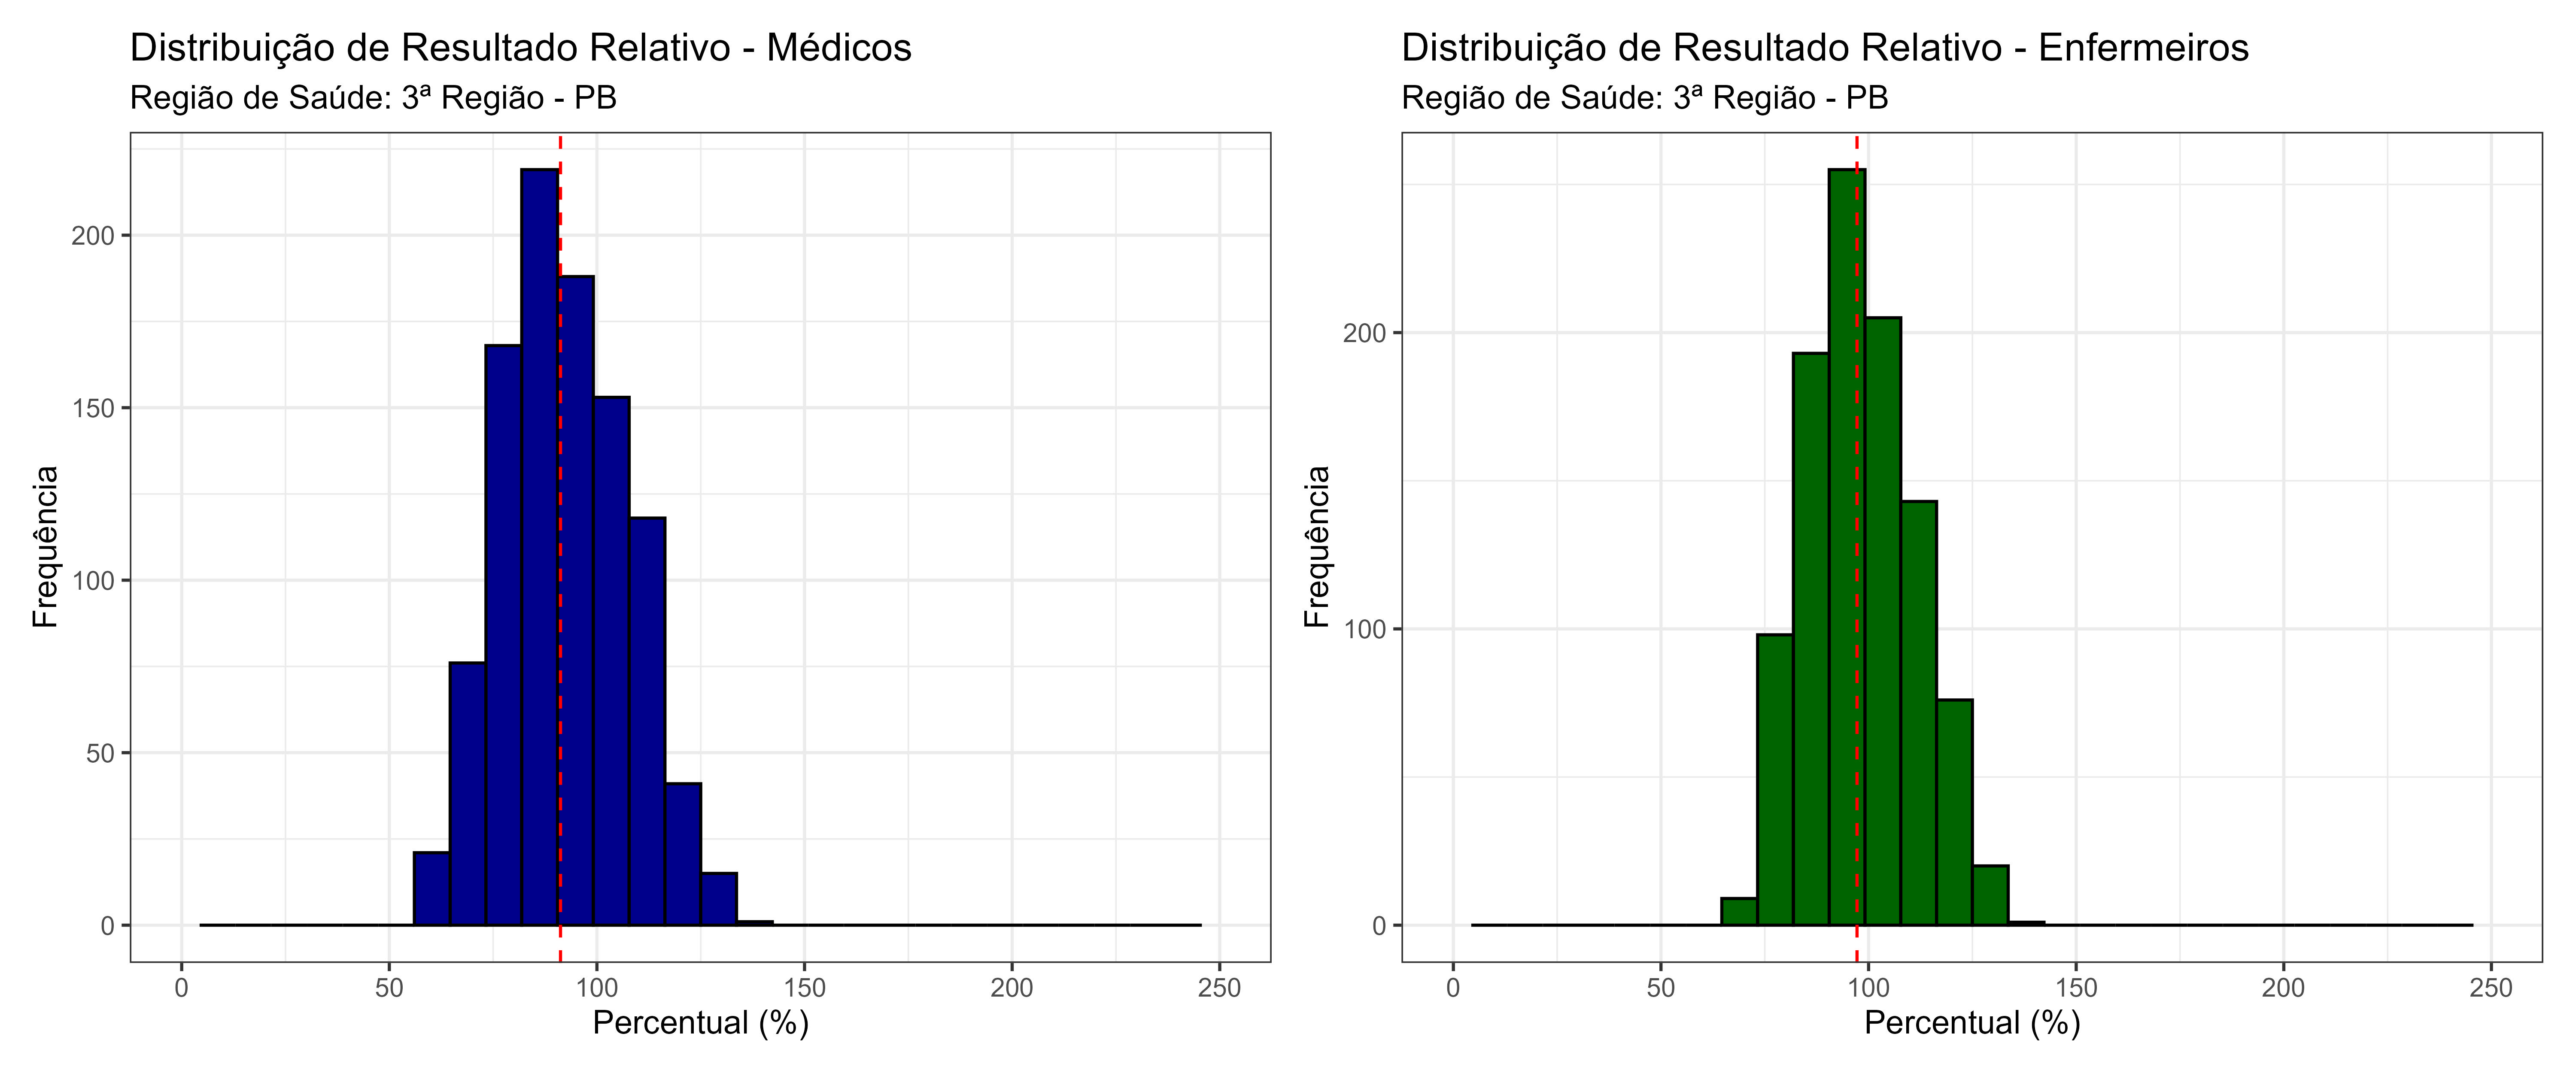 Distribuição de Resultado Relativo - Médicos
Região de Saúde: 3ª Região - PB
Frequência
200
150
100
50
0
0 50 100 150 200 250
Percentual (%)
Distribuição de Resultado Relativo - Enfermeiros
Região de Saúde: 3ª Região - PB
Frequência
200
100
0
0 50 100 150 200 250
Percentual (%)